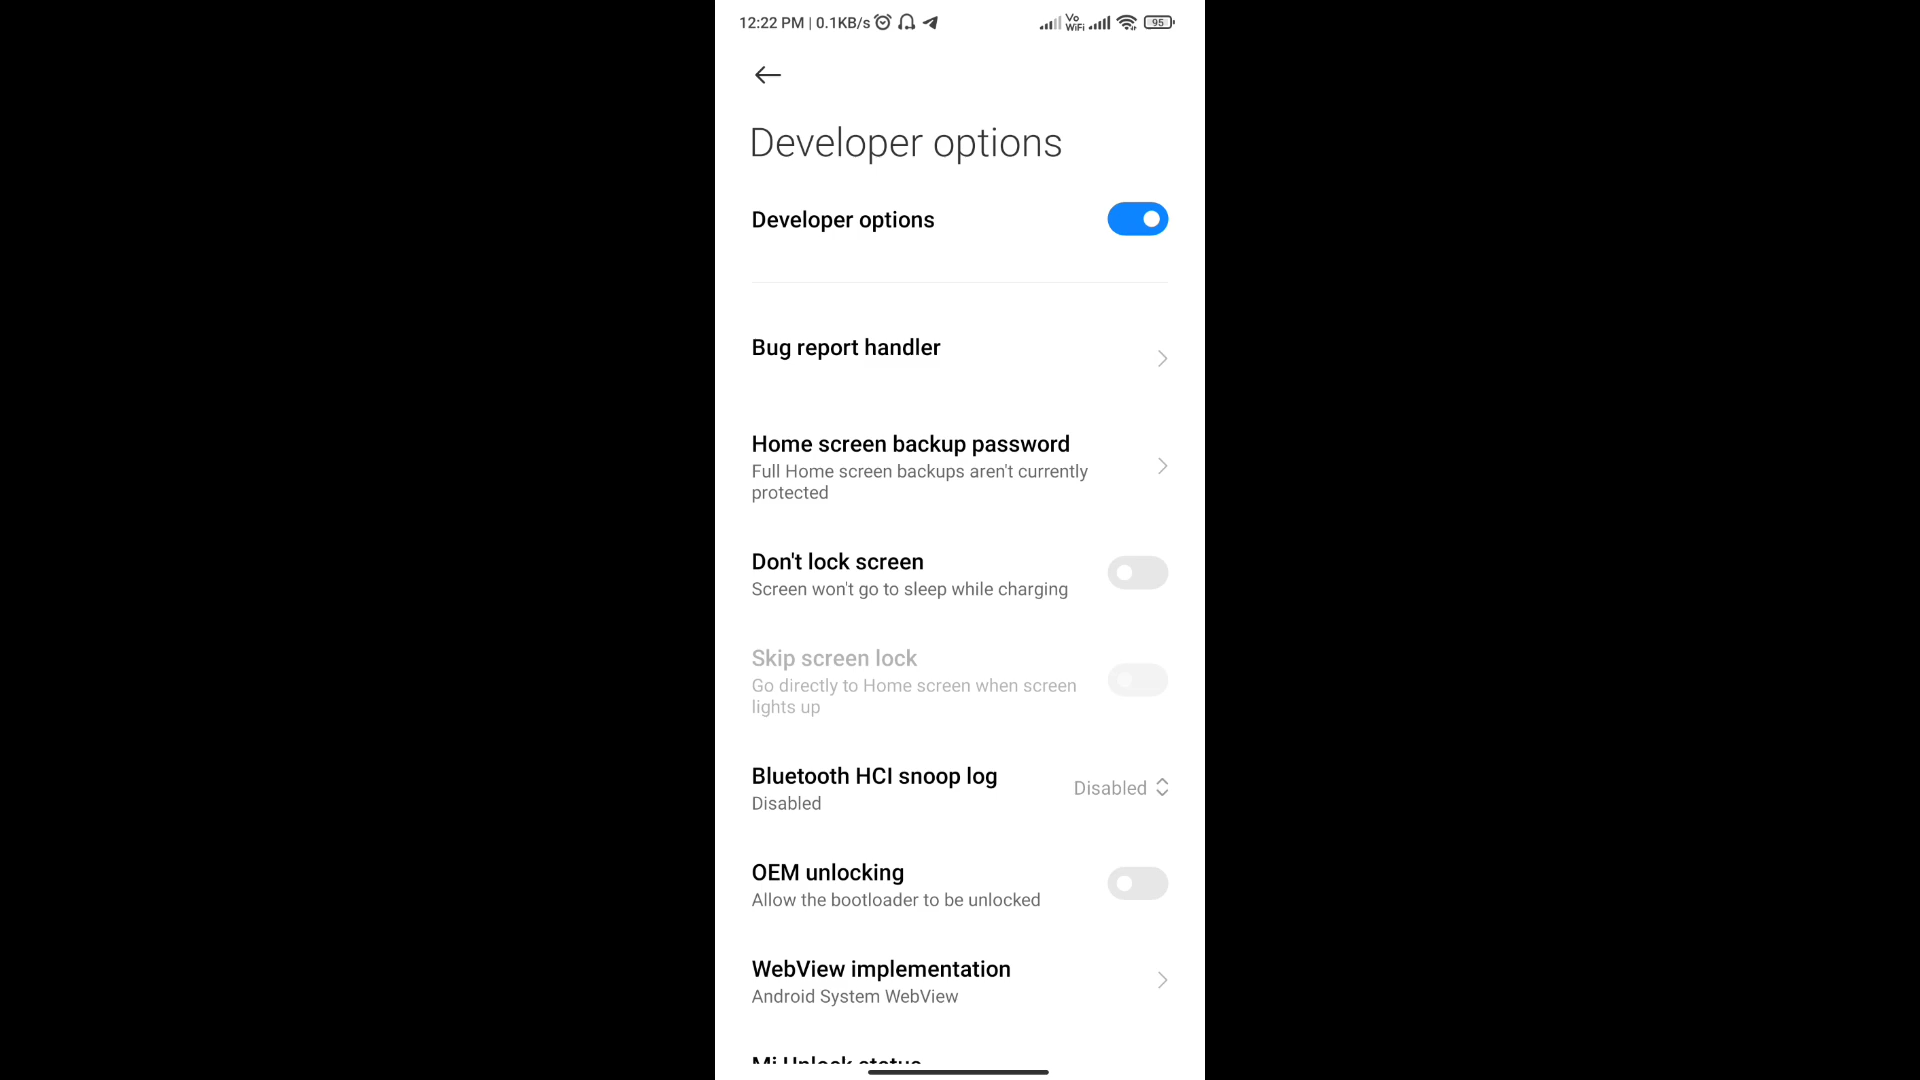 12:22 PM | 0.1KB/s Vo WiFi 95
Developer options
Developer options
Bug report handler
Home screen backup password
Full Home screen backups aren't currently
protected
Don't lock screen
Screen won't go to sleep while charging
Skip screen lock
Go directly to Home screen when screen
lights up
Bluetooth HCI snoop log
Disabled
Disabled
OEM unlocking
Allow the bootloader to be unlocked
WebView implementation
Android System WebView
Mi Unlock status